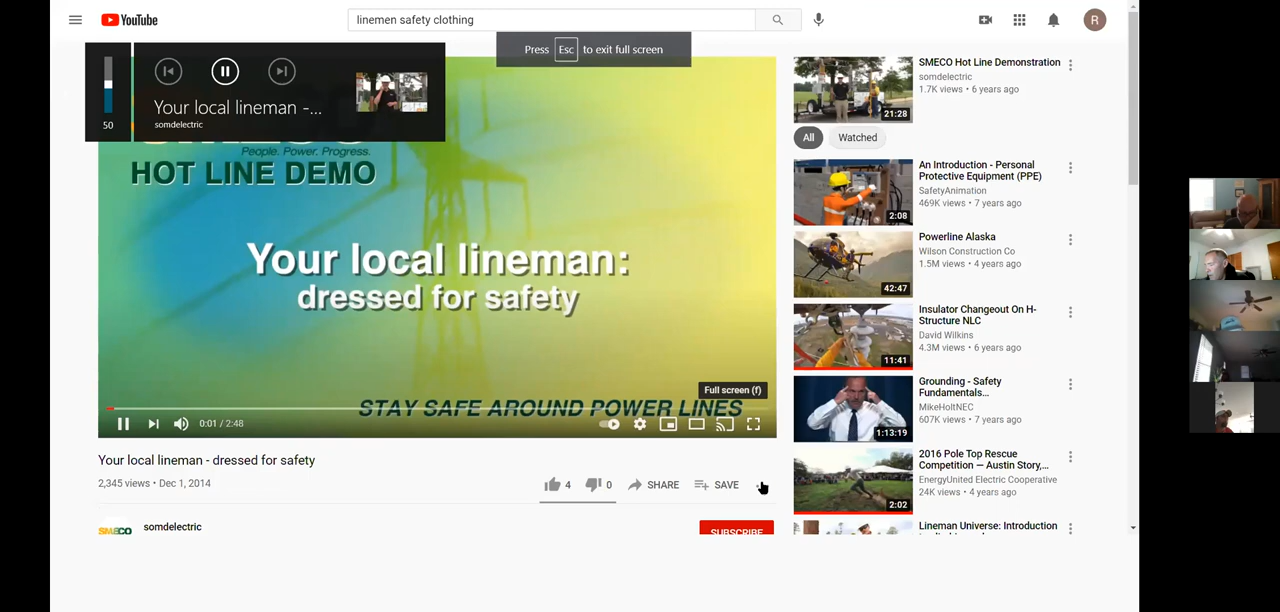 YouTube
linemen safety clothing
R
Press Esc to exit full screen
50
Your local lineman -...
somdelectric
People. Power. Progress.
HOT LINE DEMO
Your local lineman:
dressed for safety
STAY SAFE AROUND POWER LINES
Full screen (f)
0:01 / 2:48
Your local lineman - dressed for safety
2,345 views • Dec 1, 2014
4
0
SHARE
SAVE
SMECO
somdelectric
SUBSCRIBE
SMECO Hot Line Demonstration
somdelectric
1.7K views • 6 years ago
21:28
All
Watched
An Introduction - Personal
Protective Equipment (PPE)
SafetyAnimation
469K views • 7 years ago
2:08
Powerline Alaska
Wilson Construction Co
1.5M views • 4 years ago
42:47
Insulator Changeout On H-
Structure NLC
David Wilkins
4.3M views • 6 years ago
11:41
Grounding - Safety
Fundamentals...
MikeHoltNEC
607K views • 7 years ago
1:13:19
2016 Pole Top Rescue
Competition — Austin Story,...
EnergyUnited Electric Cooperative
24K views • 4 years ago
2:02
Lineman Universe: Introduction